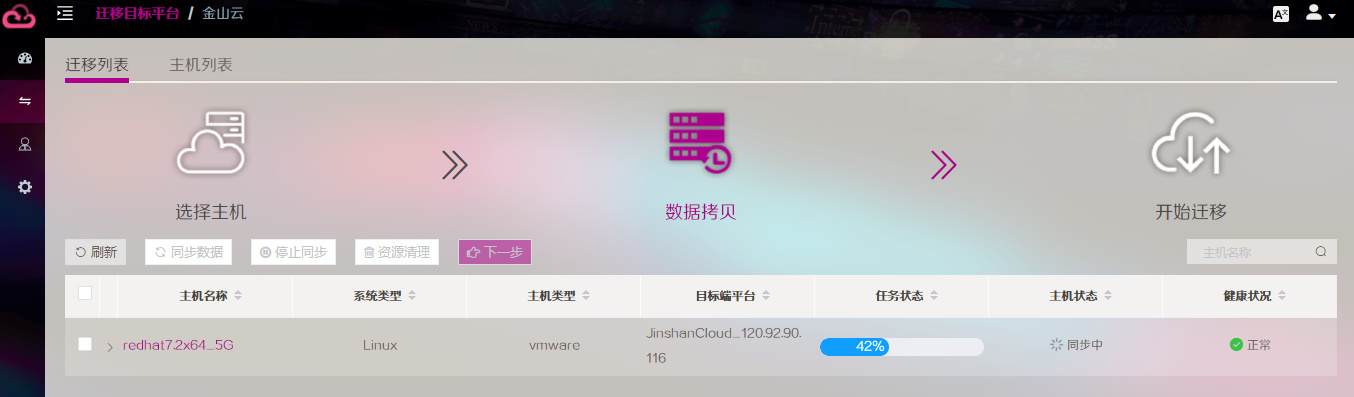 迁移目标平台 / 金山云
迁移列表 主机列表
选择主机 数据拷贝 开始迁移
刷新 同步数据 停止同步 资源清理 下一步 主机名称
主机名称 系统类型 主机类型 目标端平台 任务状态 主机状态 健康状况
redhat7.2x64_5G Linux vmware JinshanCloud_120.92.90.
116 42% 同步中 正常